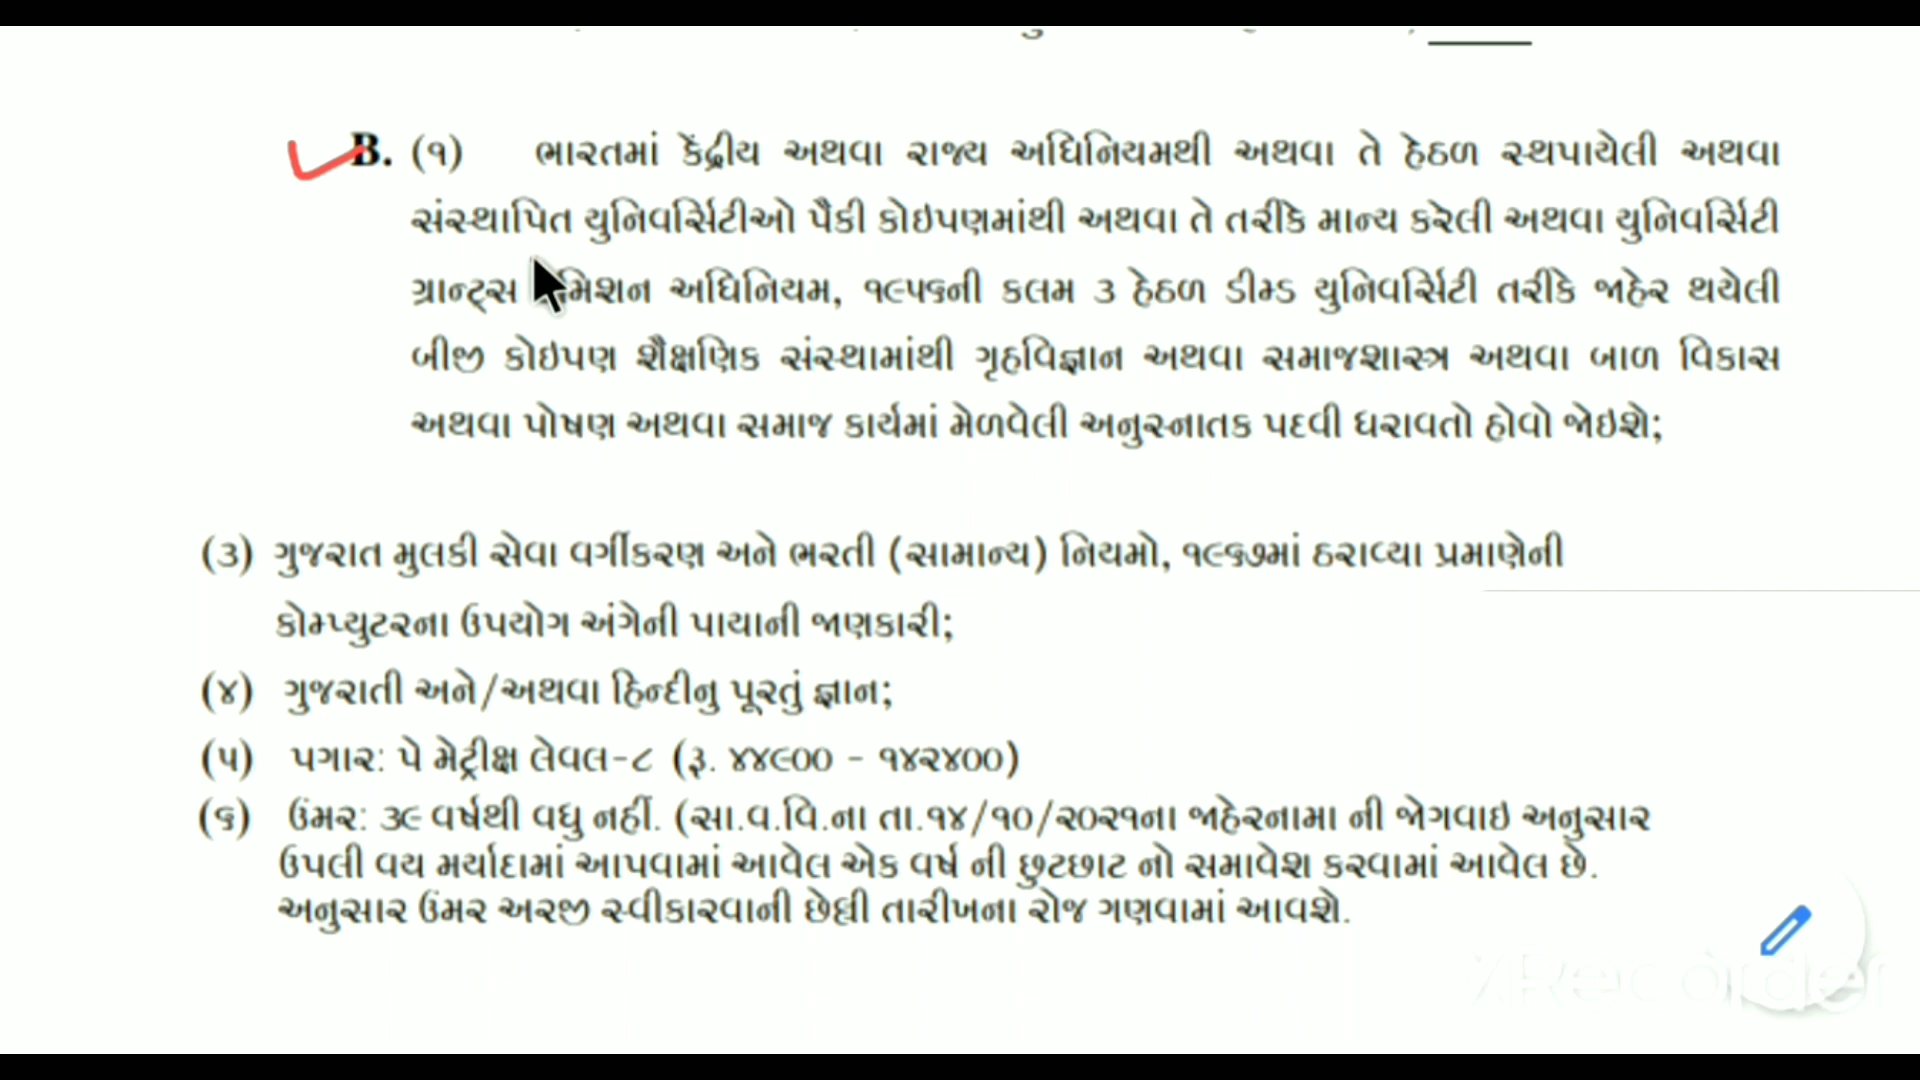 B. (૧) ભારતમાં કેંદ્રીય અથવા રાજ્ય અધિનિયમથી અથવા તે હેઠળ સ્થપાયેલી અથવા
સંસ્થાપિત યુનિવર્સિટીઓ પૈકી કોઇપણમાંથી અથવા તે તરીકે માન્ય કરેલી અથવા યુનિવર્સિટી
ગ્રાન્ટ્સ મિશન અધિનિયમ, ૧૯૫૬ની કલમ ૩ હેઠળ ડીમ્ડ યુનિવર્સિટી તરીકે જાહેર થયેલી
બીજી કોઇપણ શૈક્ષણિક સંસ્થામાંથી ગૃહવિજ્ઞાન અથવા સમાજશાસ્ત્ર અથવા બાળ વિકાસ
અથવા પોષણ અથવા સમાજ કાર્યમાં મેળવેલી અનુસ્નાતક પદવી ધરાવતો હોવો જોઇશે;
(૩) ગુજરાત મુલકી સેવા વર્ગીકરણ અને ભરતી (સામાન્ય) નિયમો, ૧૯૬૭માં ઠરાવ્યા પ્રમાણેની
કોમ્પ્યુટરના ઉપયોગ અંગેની પાયાની જાણકારી;
(૪) ગુજરાતી અને/અથવા હિન્દીનુ પૂરતું જ્ઞાન;
(૫) પગાર: પે મેટ્રીક્ષ લેવલ-૮ (રૂ. ૪૪૯૦૦ - ૧૪૨૪૦૦)
(૬) ઉંમર: ૩૯ વર્ષથી વધુ નહીં. (સા.વ.વિ.ના તા.૧૪/૧૦/૨૦૨૧ના જાહેરનામા ની જોગવાઇ અનુસાર
ઉપલી વય મર્યાદામાં આપવામાં આવેલ એક વર્ષ ની છુટછાટ નો સમાવેશ કરવામાં આવેલ છે.
અનુસાર ઉંમર અરજી સ્વીકારવાની છેલ્લી તારીખના રોજ ગણવામાં આવશે.
XRecorder